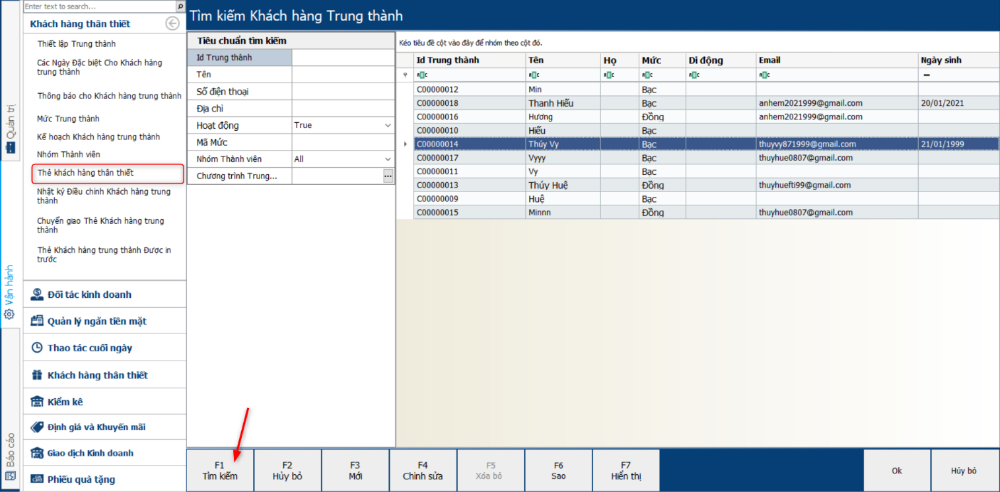 Enter text to search...
Khách hàng thân thiết
Thiết lập Trung thành
Các Ngày Đặc biệt Cho Khách hàng
trung thành
Thông báo cho Khách hàng trung thành
Mức Trung thành
Kế hoạch Khách hàng trung thành
Nhóm Thành viên
Thẻ khách hàng thân thiết
Nhật ký Điều chỉnh Khách hàng trung
thành
Chuyển giao Thẻ Khách hàng trung
thành
Thẻ Khách hàng trung thành Được in
trước
Đối tác kinh doanh
Quản lý ngăn tiền mặt
Thao tác cuối ngày
Khách hàng thân thiết
Kiểm kê
Định giá và Khuyến mãi
Giao dịch Kinh doanh
Phiếu quà tặng
Quản trị
Vận hành
Báo cáo
Tìm kiếm Khách hàng Trung thành
Tiêu chuẩn tìm kiếm
Id Trung thành
Tên
Số điện thoại
Địa chỉ
Hoạt động True
Mã Mức
Nhóm Thành viên All
Chương trình Trung... ...
Kéo tiêu đề cột vào đây để nhóm theo cột đó.
Id Trung thành Tên Họ Mức Di động Email Ngày sinh
ABC ABC ABC ABC ABC ABC =
C00000012 Min Bạc
C00000018 Thanh Hiếu Bạc anhem2021999@gmail.com 20/01/2021
C00000016 Hương Đồng anhem2021999@gmail.com
C00000010 Hiếu Bạc
C00000014 Thúy Vy Bạc thuyvy871999@gmail.com 21/01/1999
C00000017 Vyyy Bạc thuyhue0807@gmail.com
C00000011 Vy Bạc
C00000013 Thúy Huệ Đồng thuyhuefti99@gmail.com
C00000009 Huệ Bạc
C00000015 Minnn Đồng thuyhue0807@gmail.com
F1 F2 F3 F4 F5 F6 F7
Tìm kiếm Hủy bỏ Mới Chỉnh sửa Xóa bỏ Sao Hiển thị Ok Hủy bỏ